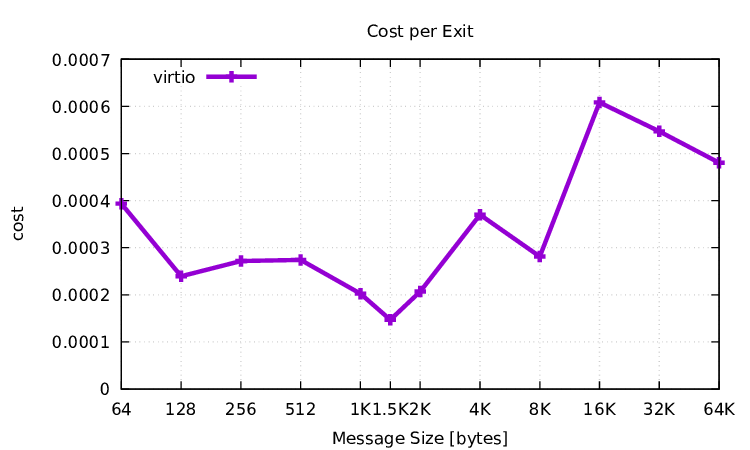 Cost per Exit
virtio
0.0007
0.0006
0.0005
0.0004
0.0003
0.0002
0.0001
0
cost
64 128 256 512 1K 1.5K 2K 4K 8K 16K 32K 64K
Message Size [bytes]